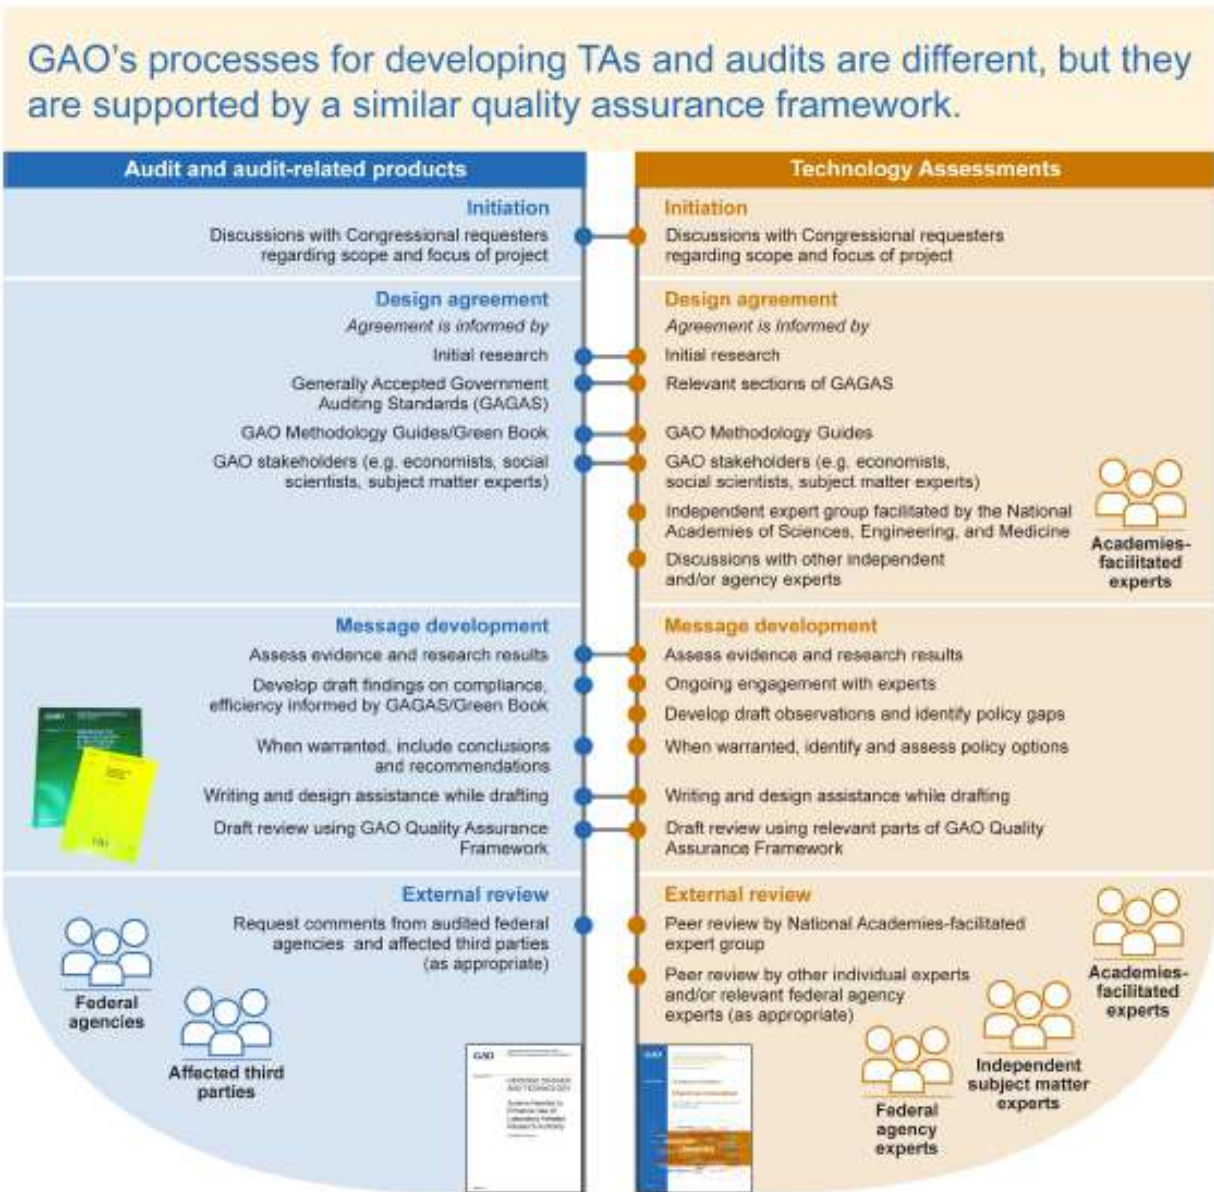 GAO's processes for developing TAs and audits are different, but they
are supported by a similar quality assurance framework.
Audit and audit-related products
Initiation
Discussions with Congressional requesters
regarding scope and focus of project
Design agreement
Agreement is informed by
Initial research
Generally Accepted Government
Auditing Standards (GAGAS)
GAO Methodology Guides/Green Book
GAO stakeholders (e.g. economists, social
scientists, subject matter experts)
Message development
Assess evidence and research results
Develop draft findings on compliance,
efficiency informed by GAGAS/Green Book
When warranted, include conclusions
and recommendations
Writing and design assistance while drafting
Draft review using GAO Quality Assurance
Framework
External review
Request comments from audited federal
agencies and affected third parties
(as appropriate)
Federal
agencies
Affected third
parties
GAO
Technology Assessments
Initiation
Discussions with Congressional requesters
regarding scope and focus of project
Design agreement
Agreement is Informed by
Initial research
Relevant sections of GAGAS
GAO Methodology Guides
GAO stakeholders (e.g. economists,
social scientists, subject matter experts)
Independent expert group facilitated by the National
Academies of Sciences, Engineering, and Medicine
Discussions with other independent
and/or agency experts
Academies-
facilitated
experts
Message development
Assess evidence and research results
Ongoing engagement with experts
Develop draft observations and identify policy gaps
When warranted, identify and assess policy options
Writing and design assistance while drafting
Draft review using relevant parts of GAO Quality
Assurance Framework
External review
Peer review by National Academies-facilitated
expert group
Peer review by other individual experts
and/or relevant federal agency
experts (as appropriate)
Academies-
facilitated
experts
Independent
subject matter
experts
Federal
agency
experts
GAO